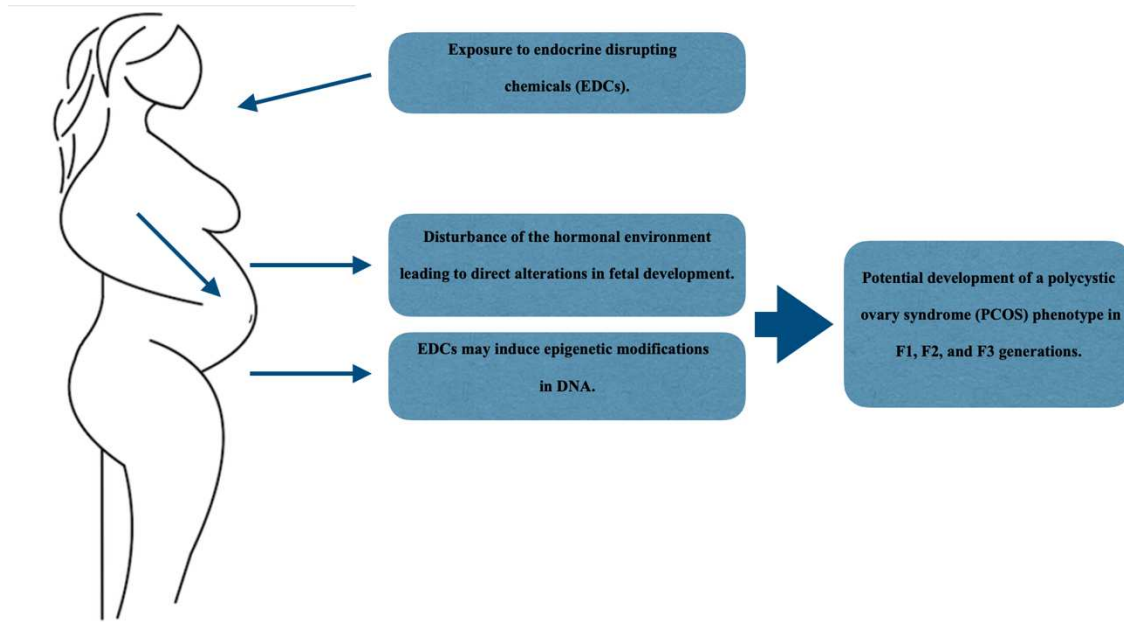 Exposure to endocrine disrupting
chemicals (EDCs).
Disturbance of the hormonal environment
leading to direct alterations in fetal development.
EDCs may induce epigenetic modifications
in DNA.
Potential development of a polycystic
ovary syndrome (PCOS) phenotype in
F1, F2, and F3 generations.